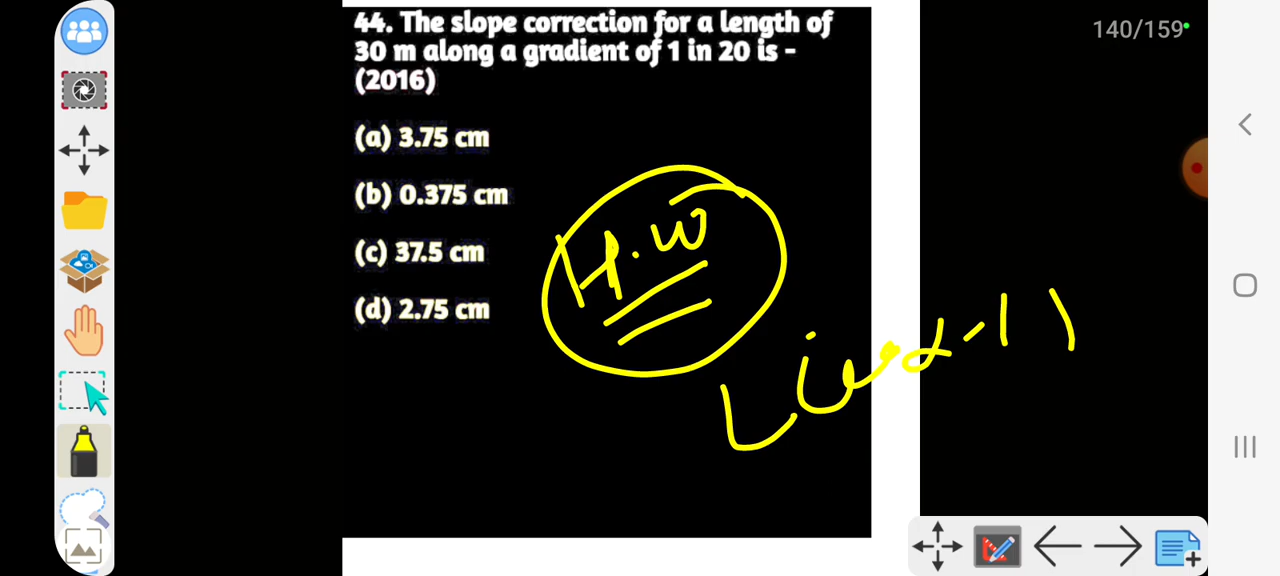 140/159
44. The slope correction for a length of
30 m along a gradient of 1 in 20 is -
(2016)
(a) 3.75 cm
(b) 0.375 cm
(c) 37.5 cm
(d) 2.75 cm
H.W